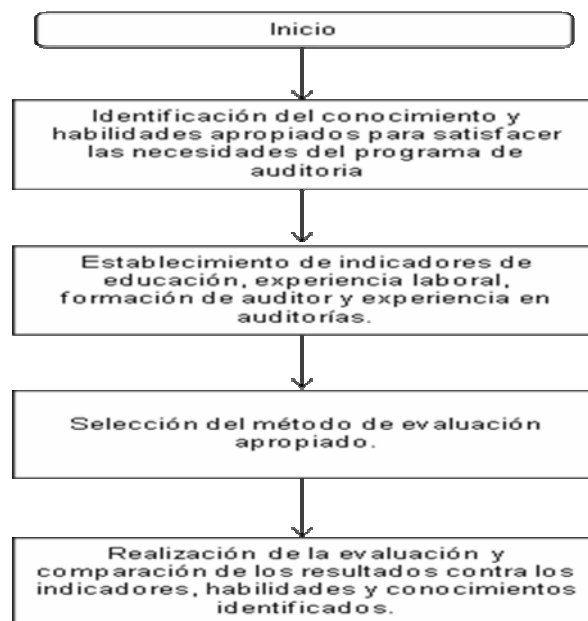 Inicio
Identificación del conocimiento y
habilidades apropiados para satisfacer
las necesidades del programa de
auditoria
Establecimiento de indicadores de
educación, experiencia laboral,
formación de auditor y experiencia en
auditorías.
Selección del método de evaluación
apropiado.
Realización de la evaluación y
comparación de los resultados contra los
indicadores, habilidades y conocimientos
identificados.